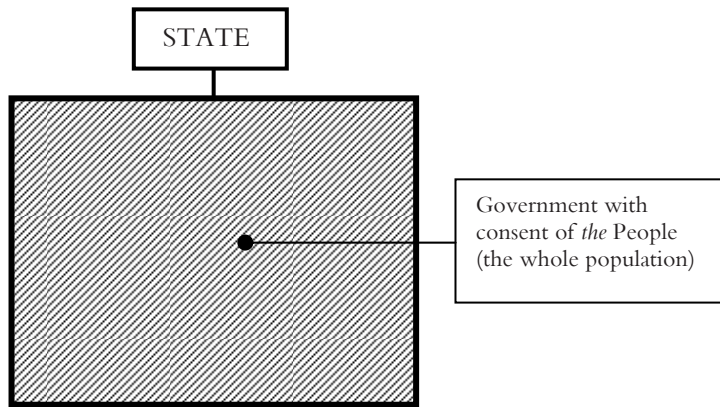 STATE
Government with
consent of the People
(the whole population)